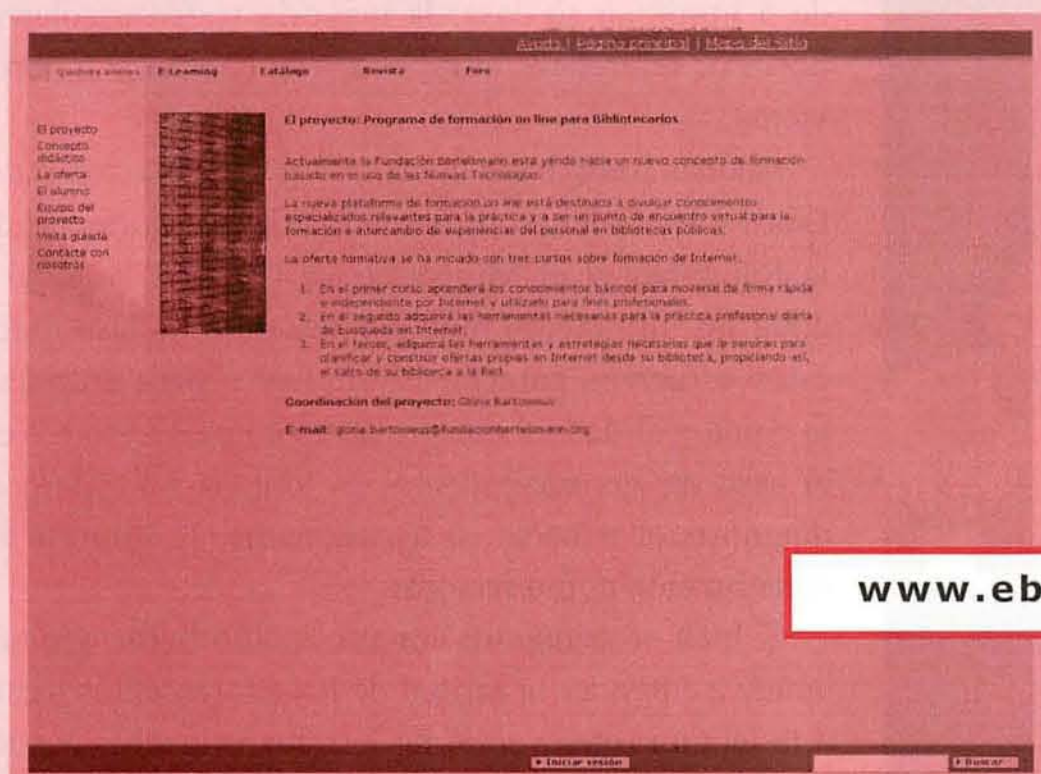 Ayuda | Página principal | Mapa del Sitio
Quiénes somos E-Learning Catálogo Revista Foro
El proyecto
Concepto
didáctico
La oferta
El alumno
Equipo del
proyecto
Visita guiada
Contacte con
nosotros
El proyecto: Programa de formación on line para Bibliotecarios
Actualmente la Fundación Bertelsmann está yendo hacia un nuevo concepto de formación
basado en el uso de las Nuevas Tecnologías.
La nueva plataforma de formación on line está destinada a divulgar conocimientos
especializados relevantes para la práctica y a ser un punto de encuentro virtual para la
formación e intercambio de experiencias del personal en bibliotecas públicas.
La oferta formativa se ha iniciado con tres cursos sobre formación de Internet:
1. En el primer curso aprenderá los conocimientos básicos para moverse de forma rápida
e independiente por Internet y utilizarlo para fines profesionales.
2. En el segundo adquirirá las herramientas necesarias para la práctica profesional diaria
de búsqueda en Internet.
3. En el tercer, adquirirá las herramientas y estrategias necesarias que le servirán para
planificar y construir ofertas propias en Internet desde su biblioteca, propiciando así,
el salto de su biblioteca a la Red.
Coordinación del proyecto: Gloria
E-mail: gloria
www.eb
Iniciar sesión Buscar